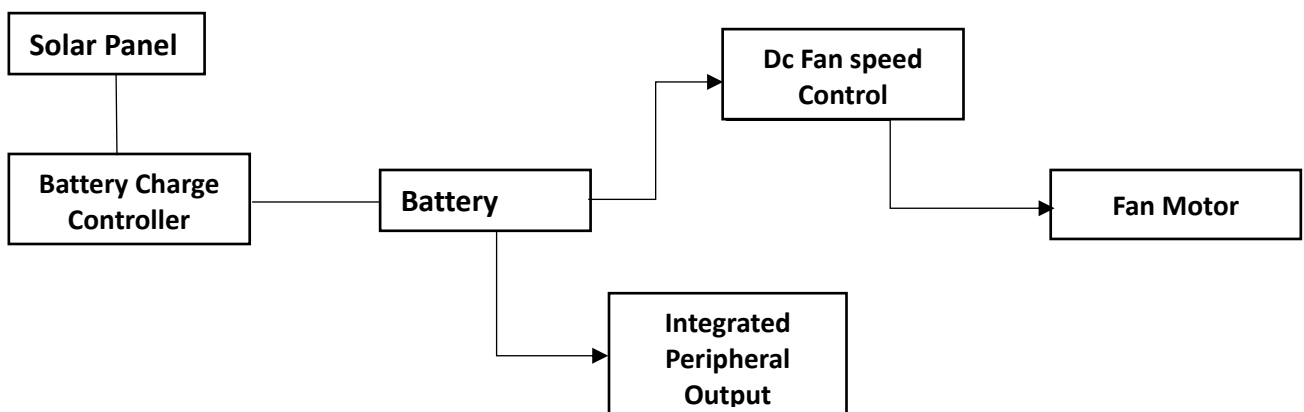 Solar Panel
Dc Fan speed
Control
Battery Charge
Controller
Battery
Fan Motor
Integrated
Peripheral
Output